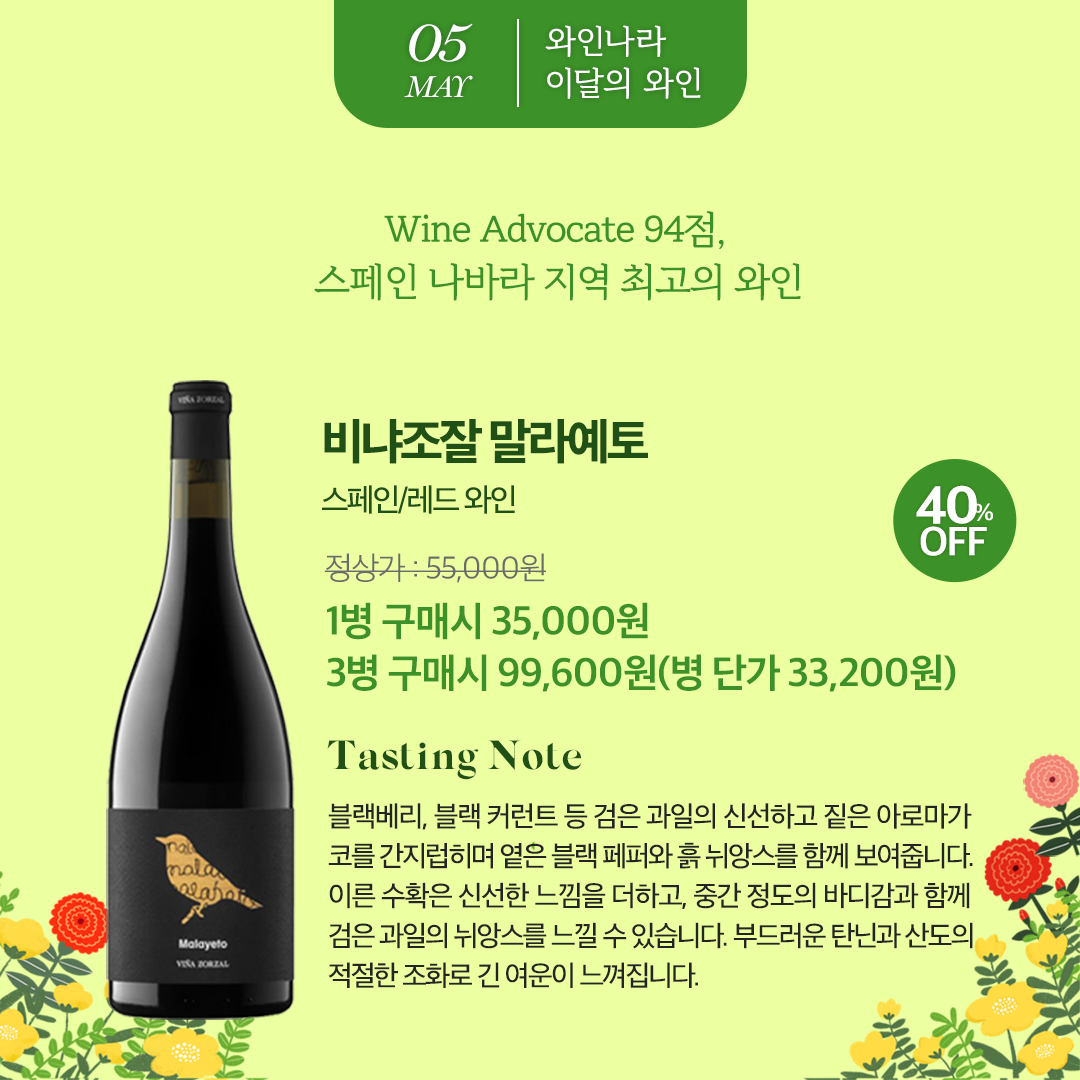 05
MAY
와인나라
이달의 와인
Wine Advocate 94점,
스페인 나바라 지역 최고의 와인
비냐조잘 말라예토
스페인/레드 와인
40%
OFF
정상가 : 55,000원
1병 구매시 35,000원
3병 구매시 99,600원(병 단가 33,200원)
Tasting Note
블랙베리, 블랙 커런트 등 검은 과일의 신선하고 짙은 아로마가
코를 간지럽히며 옅은 블랙 페퍼와 흙 뉘앙스를 함께 보여줍니다.
이른 수확은 신선한 느낌을 더하고, 중간 정도의 바디감과 함께
검은 과일의 뉘앙스를 느낄 수 있습니다. 부드러운 탄닌과 산도의
적절한 조화로 긴 여운이 느껴집니다.
VIÑA ZORZAL
Malayeto
VIÑA ZORZAL